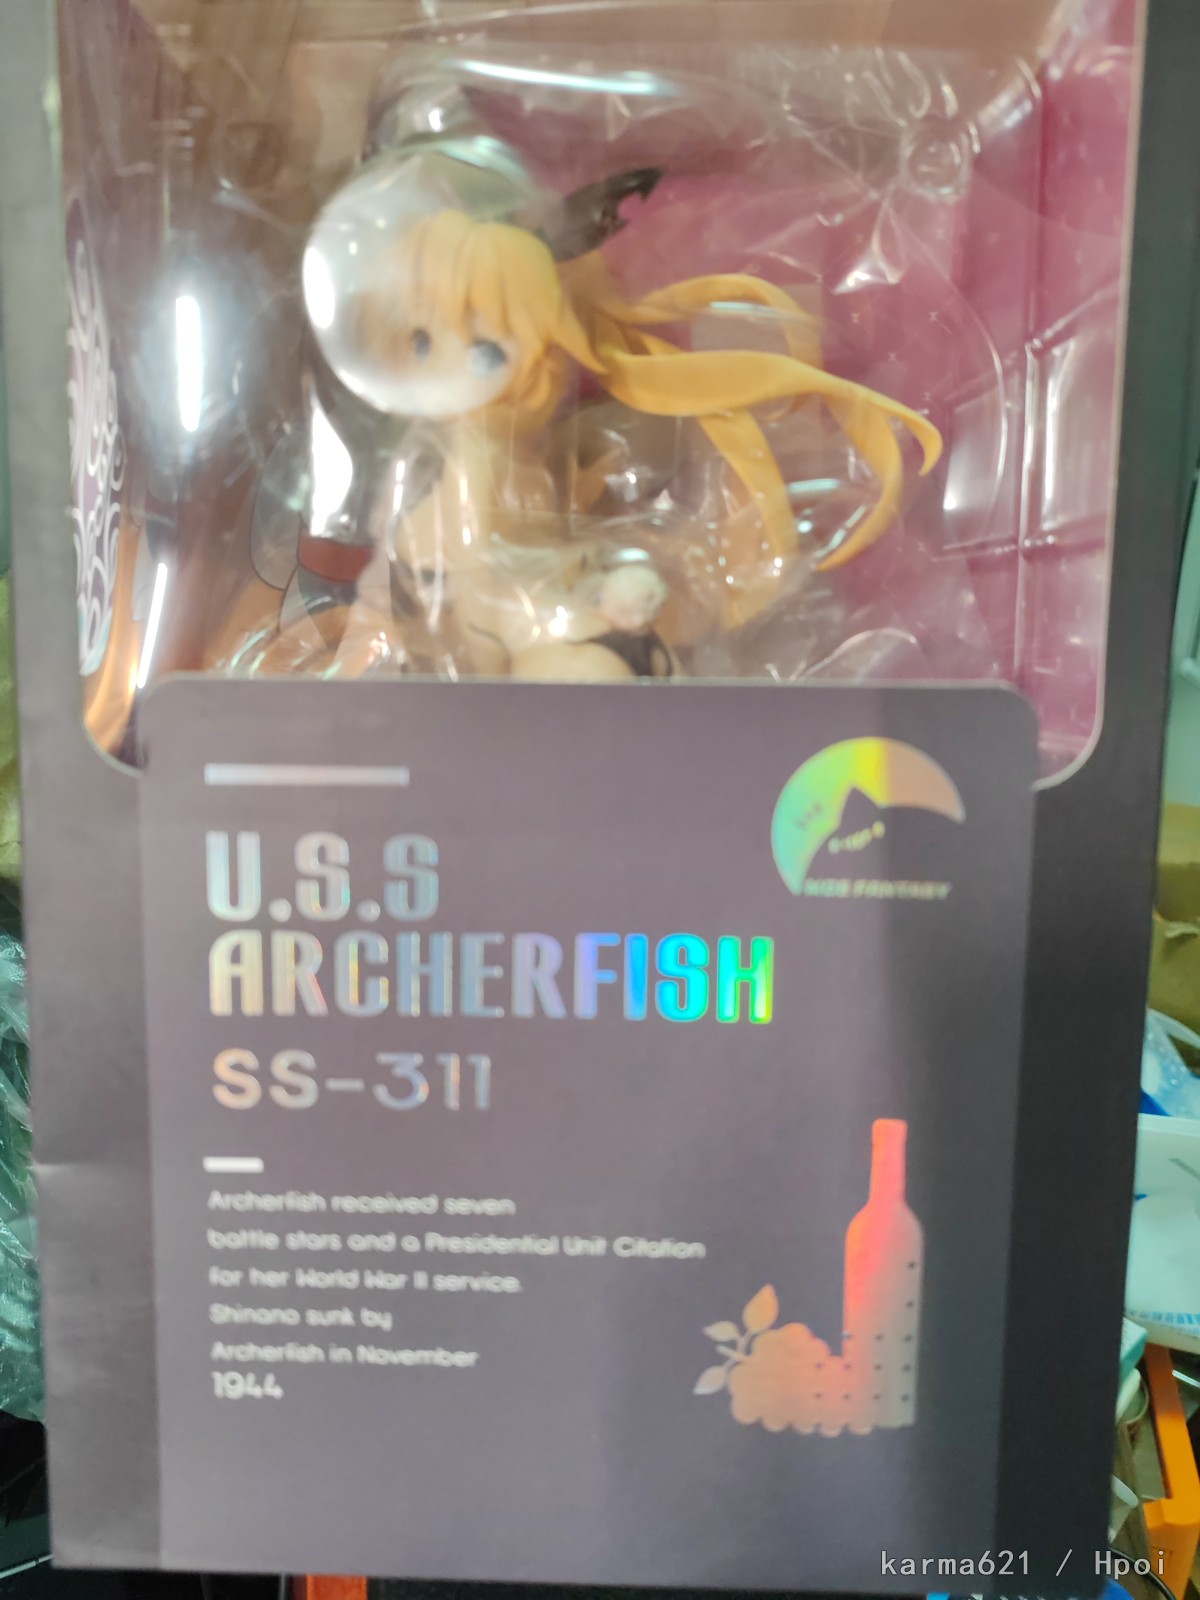 U.S.S
ARCHERFISH
SS-311
Archerfish received seven
battle stars and a Presidential Unit Citation
for her World War II service.
Shinano sunk by
Archerfish in November
1944
FANTASY
karma621 / Hpoi